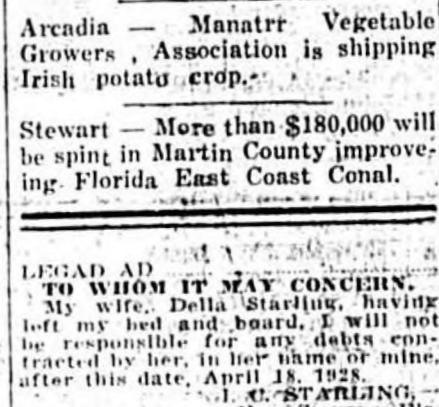 Arcadia — Manatrr Vegetable
Growers , Association is shipping
Irish potato crop.
Stewart — More than $180,000 will
be spint in Martin County improve-
ing Florida East Coast Conal.
LEGAD AD
TO WHOM IT MAY CONCERN.
My wife, Della Starling, having
left my bed and board, I will not
be responsible for any debts con-
tracted by her, in her name or mine,
after this date, April 18, 1928.
STARLING,